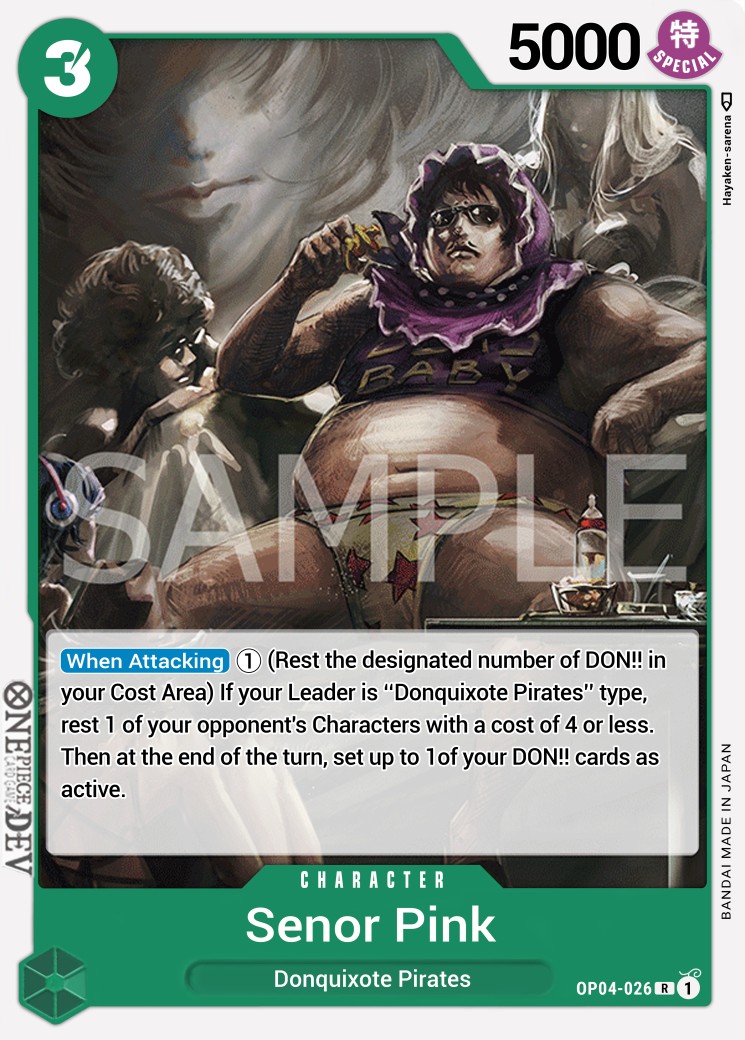 3
5000
特
SPECIAL
Hayaken-sarena
BABY
SAMPLE
When Attacking ① (Rest the designated number of DON!! in
your Cost Area) If your Leader is “Donquixote Pirates” type,
rest 1 of your opponent's Characters with a cost of 4 or less.
Then at the end of the turn, set up to 1of your DON!! cards as
active.
ONE PIECE
CARD GAME
DEV
BANDAI MADE IN JAPAN
CHARACTER
Senor Pink
Donquixote Pirates
OP04-026 R 1